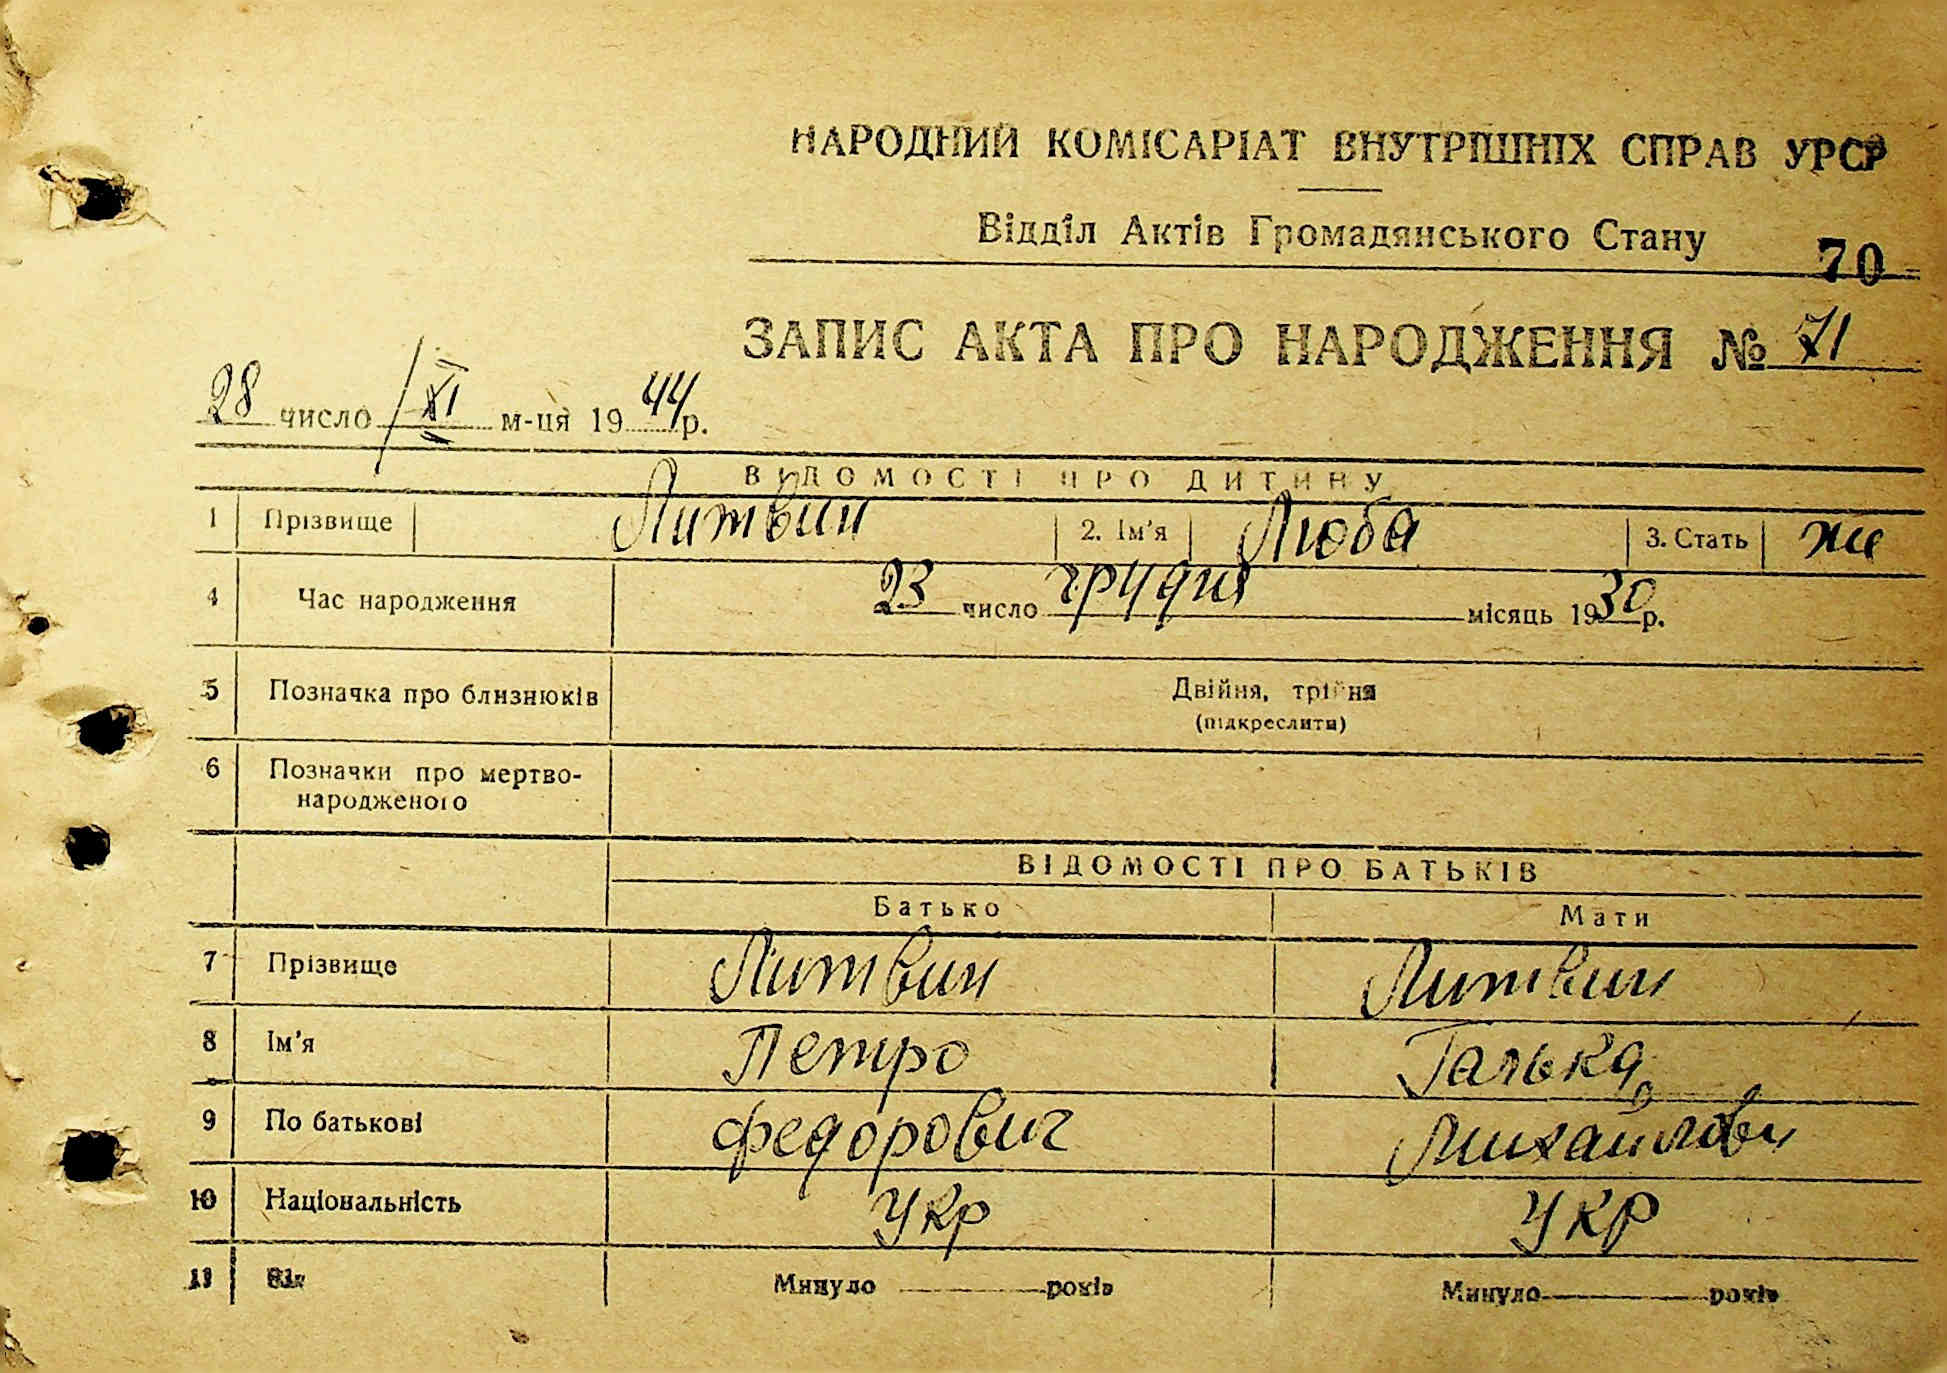 НАРОДНИЙ КОМІСАРІАТ ВНУТРІШНІХ СПРАВ УРСР
Відділ Актів Громадянського Стану
70
ЗАПИС АКТА ПРО НАРОДЖЕННЯ № 71
28 число XI м-ця 1944 р.
ВІДОМОСТІ ПРО ДИТИНУ
1 Прізвище Литвин 2. Ім'я Люба 3. Стать жи
4 Час народження 23 число грудня місяць 1930 р.
5 Позначка про близнюків Двійня, трійня
(підкреслити)
6 Позначки про мертво-
народженого
ВІДОМОСТІ ПРО БАТЬКІВ
Батько Мати
7 Прізвище Литвин Литвин
8 Ім'я Петро Галька
9 По батькові Федорович Михайлови
10 Національність Укр Укр
11 Вік Минуло років Минуло років